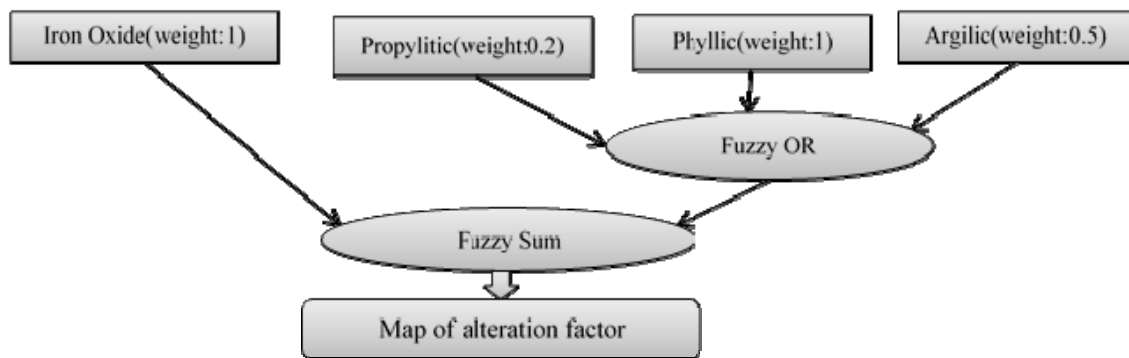 Iron Oxide(weight:1)
Propylitic(weight:0.2)
Phyllic(weight:1)
Argilic(weight:0.5)
Fuzzy OR
Fuzzy Sum
Map of alteration factor